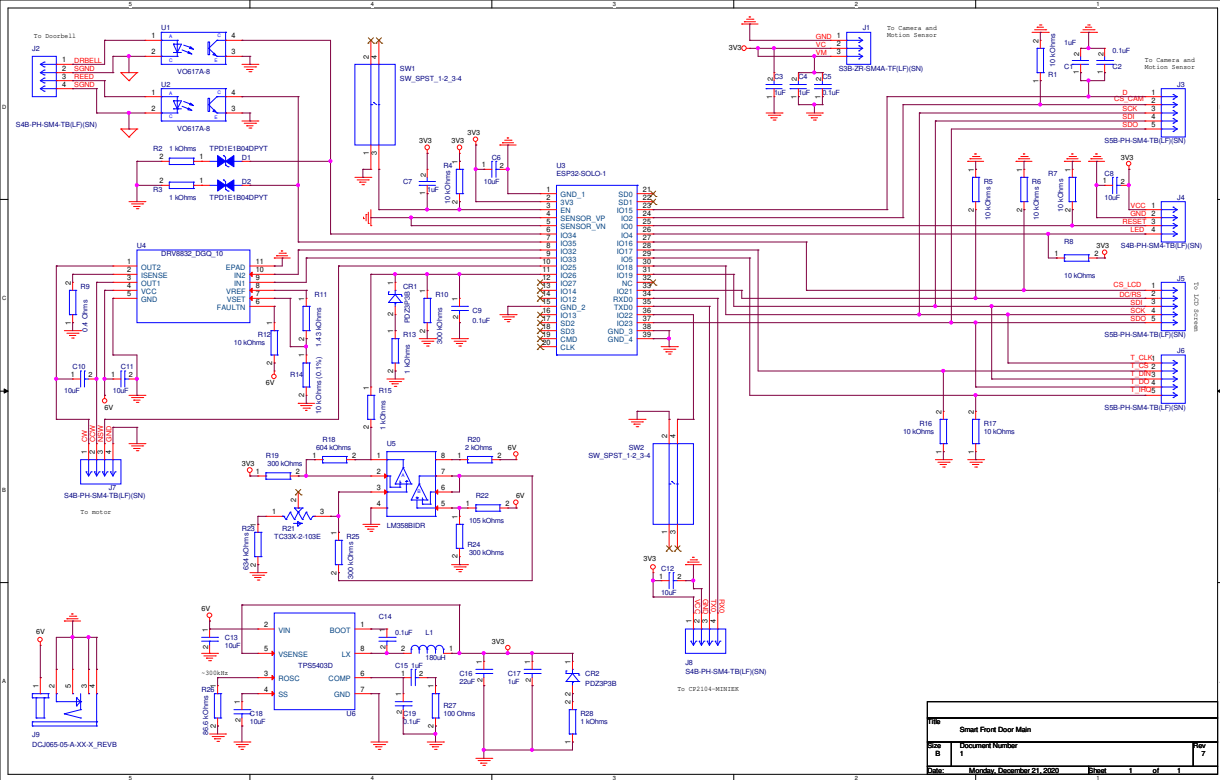 To Doorbell
J2
DRBELL
SGND
REED
SGND
S4B-PH-SM4-TB(LF)(SN)
U1
VO617A-8
U2
VO617A-8
R2
1 kOhms
TPD1E1B04DPYT
D1
R3
1 kOhms
D2
TPD1E1B04DPYT
SW1
SW_SPST_1-2_3-4
3V3
3V3
3V3
C7
1uF
R4
10 kOhms
C6
10uF
U3
ESP32-SOLO-1
GND_1
3V3
EN
SENSOR_VP
SENSOR_VN
IO34
IO35
IO32
IO33
IO25
IO26
IO27
IO14
IO12
GND_2
IO13
SD2
SD3
CMD
CLK
SD0
SD1
IO15
IO2
IO0
IO4
IO16
IO17
IO5
IO18
IO19
NC
IO21
RXD0
TXD0
IO22
IO23
GND_3
GND_4
J1
To Camera and
Motion Sensor
GND
VC
VM
3V3
S3B-ZR-SM4A-TF(LF)(SN)
C3
1uF
C4
1uF
C5
0.1uF
10 kOhms
R1
1uF
C1
0.1uF
C2
To Camera and
Motion Sensor
J3
D
CS_CAM
SCK
SDI
SDO
S5B-PH-SM4-TB(LF)(SN)
R5
10 kOhms
R6
10 kOhms
R7
10 kOhms
C8
10uF
3V3
J4
VCC
GND
RESET
LED
S4B-PH-SM4-TB(LF)(SN)
R8
10 kOhms
3V3
J5
CS_LCD
DC/RS
SDI
SCK
SDO
S5B-PH-SM4-TB(LF)(SN)
To LCD Screen
J6
T_CLK
T_CS
T_DIN
T_DO
T_IRQ
S5B-PH-SM4-TB(LF)(SN)
R16
10 kOhms
R17
10 kOhms
U4
DRV8832_DGQ_10
OUT2
ISENSE
OUT1
VCC
GND
EPAD
IN2
IN1
VREF
VSET
FAULTN
R9
0.4 Ohms
R11
1.43 kOhms
R12
10 kOhms
R14
10 kOhms (0.1%)
6V
C10
10uF
C11
10uF
6V
CW
CCW
NSW
GND
J7
S4B-PH-SM4-TB(LF)(SN)
To motor
CR1
PDZ3P3B
R10
300 kOhms
C9
0.1uF
R13
1 kOhms
R15
1 kOhms
R18
604 kOhms
R19
300 kOhms
3V3
U5
LM358BIDR
R20
2 kOhms
6V
R22
105 kOhms
6V
R24
300 kOhms
R21
TC33X-2-103E
R23
634 kOhms
R25
300 kOhms
SW2
SW_SPST_1-2_3-4
3V3
C12
10uF
VCC
GND
TX0
RX0
J8
S4B-PH-SM4-TB(LF)(SN)
To CP2104-MINIEK
6V
J9
DCJ065-05-A-XX-X_REVB
6V
C13
10uF
~300kHz
R26
86.6 kOhms
C18
10uF
VIN
VSENSE
ROSC
SS
BOOT
LX
COMP
GND
TPS5403D
U6
C14
0.1uF
L1
180uH
C15 1uF
C19
0.1uF
R27
100 Ohms
C16
22uF
3V3
C17
1uF
CR2
PDZ3P3B
R28
1 kOhms
Title
Smart Front Door Main
Size
B
Document Number
1
Rev
7
Date: Monday, December 21, 2020 Sheet 1 of 1